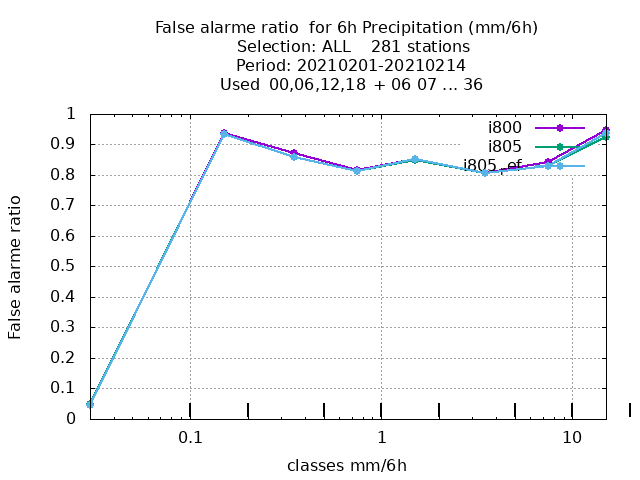 False alarme ratio  for 6h Precipitation (mm/6h)
Selection: ALL    281 stations
Period: 20210201-20210214
Used  00,06,12,18  + 06 07 ... 36
i800
i805
i805_ef
1
0.9
0.8
0.7
0.6
0.5
0.4
0.3
0.2
0.1
0
False alarme ratio
0.1
1
10
classes mm/6h